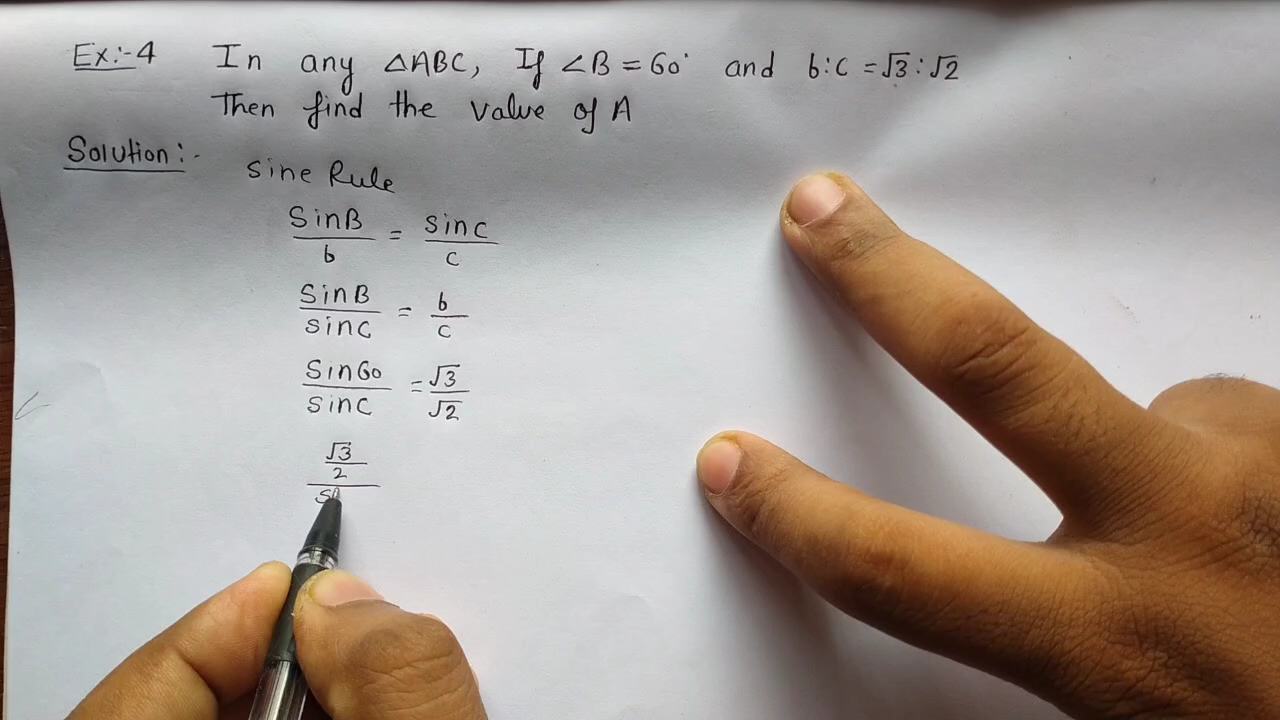 Ex:-4 In any △ABC, If ∠B = 60° and b:c = √3:√2
Then find the value of A
Solution:-
Sine Rule
SinB/b = sinc/c
SinB/sinc = b/c
Sin60/sinc = √3/√2
√3/2